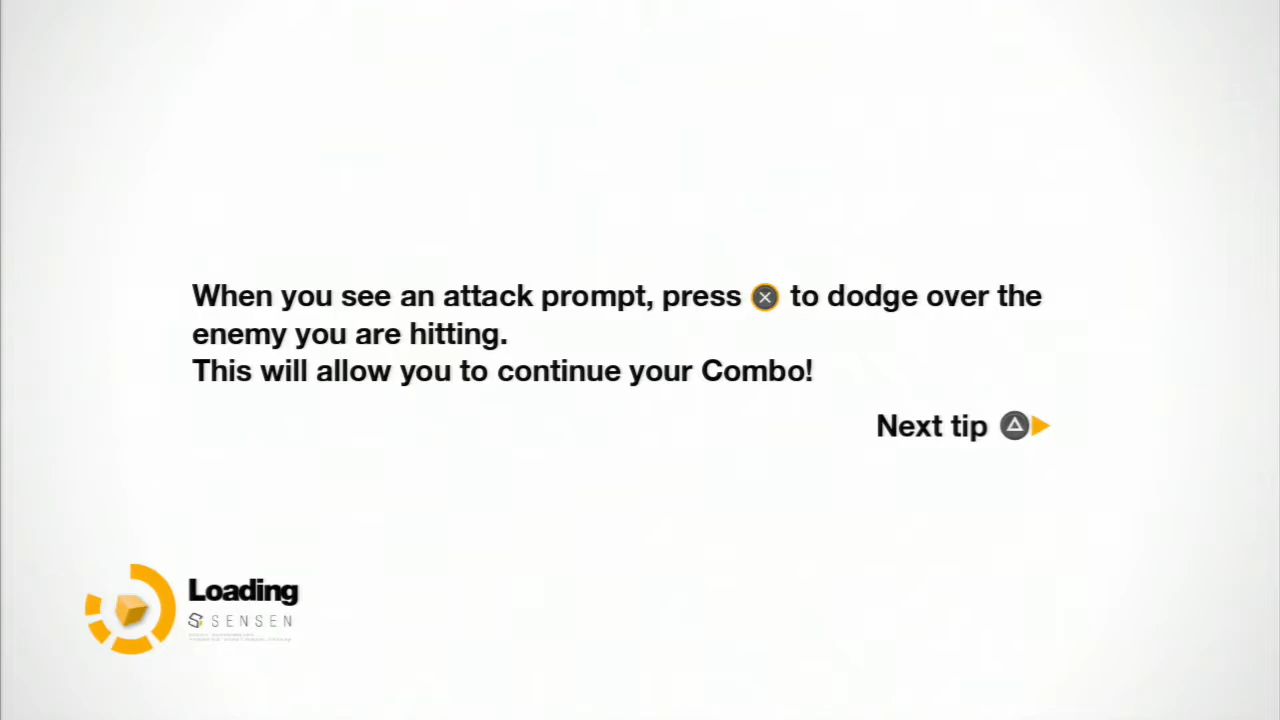 When you see an attack prompt, press ⓧ to dodge over the
enemy you are hitting.
This will allow you to continue your Combo!
Next tip
Loading
SENSEN